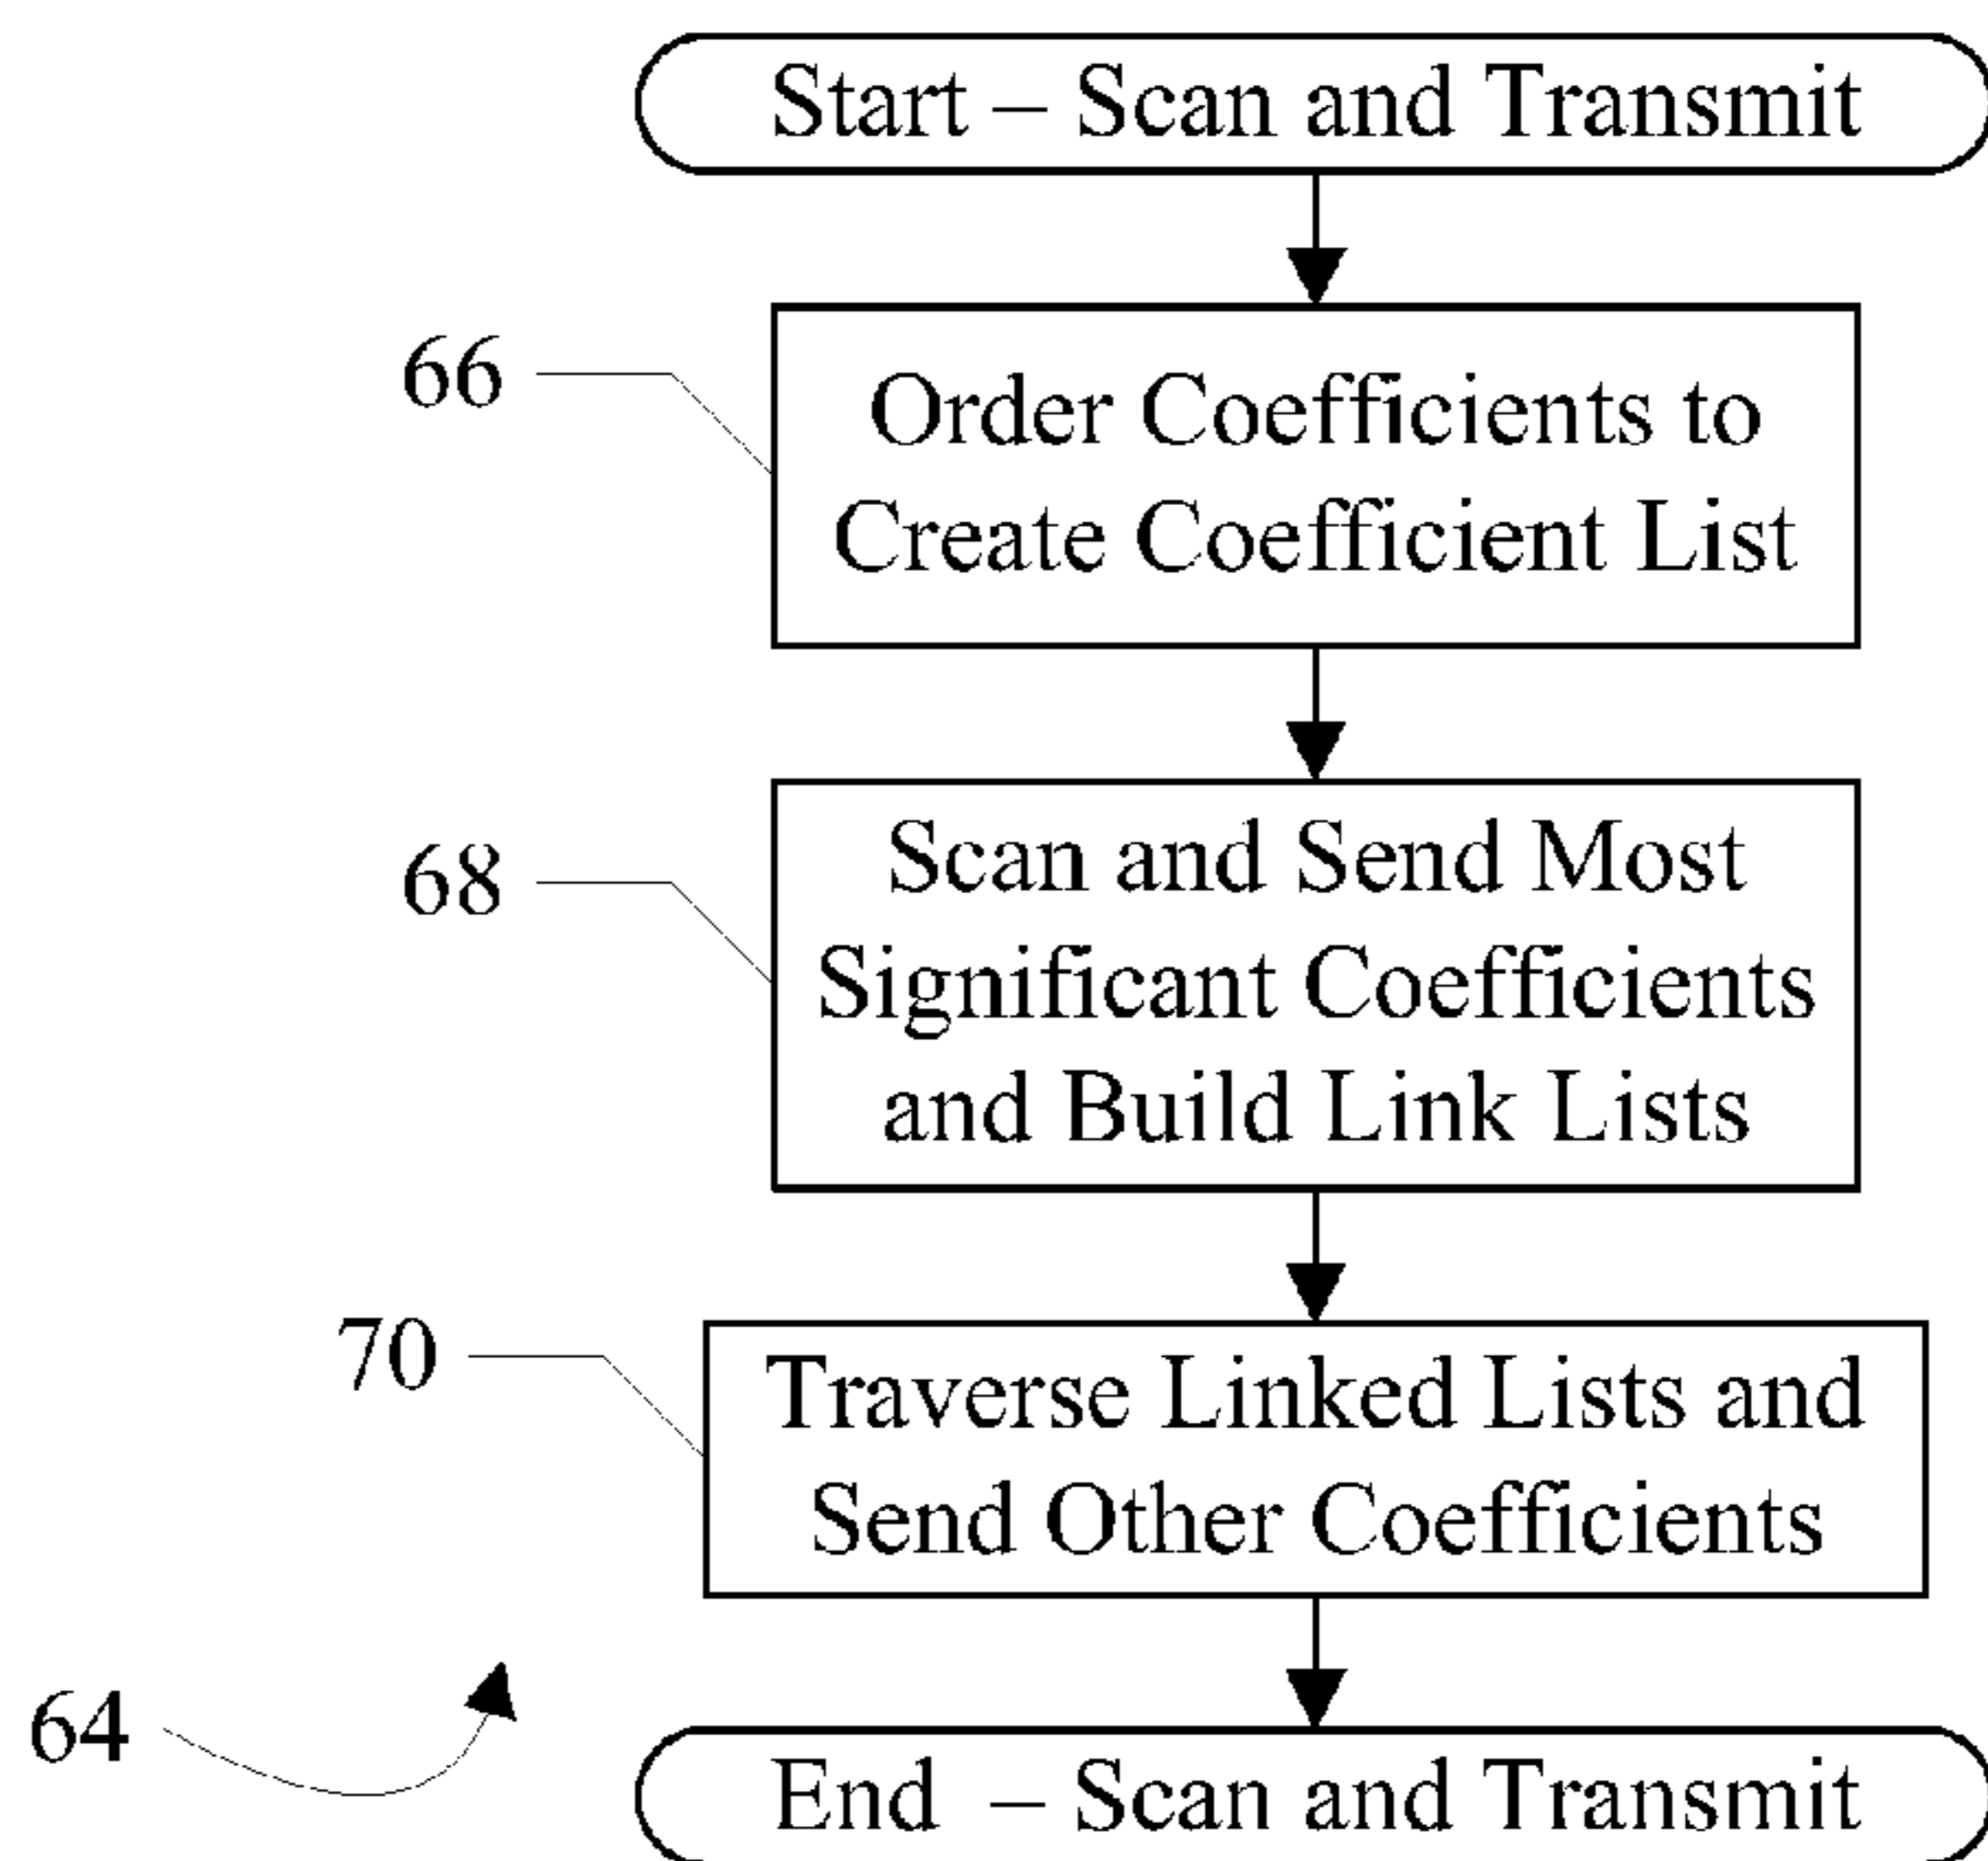 Start – Scan and Transmit
66
Order Coefficients to
Create Coefficient List
68
Scan and Send Most
Significant Coefficients
and Build Link Lists
70
Traverse Linked Lists and
Send Other Coefficients
64
End – Scan and Transmit